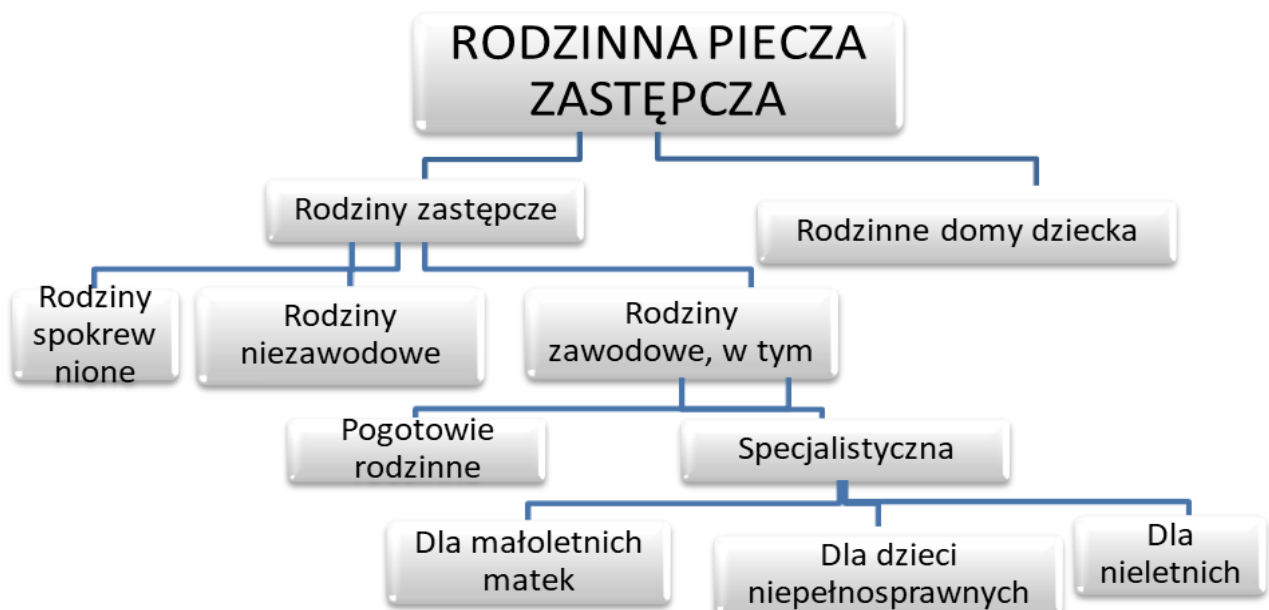 RODZINNA PIECZA
ZASTĘPCZA
Rodziny zastępcze
Rodzinne domy dziecka
Rodziny
spokrew
nione
Rodziny
niezawodowe
Rodziny
zawodowe, w tym
Pogotowie
rodzinne
Specjalistyczna
Dla małoletnich
matek
Dla dzieci
niepełnosprawnych
Dla
nieletnich